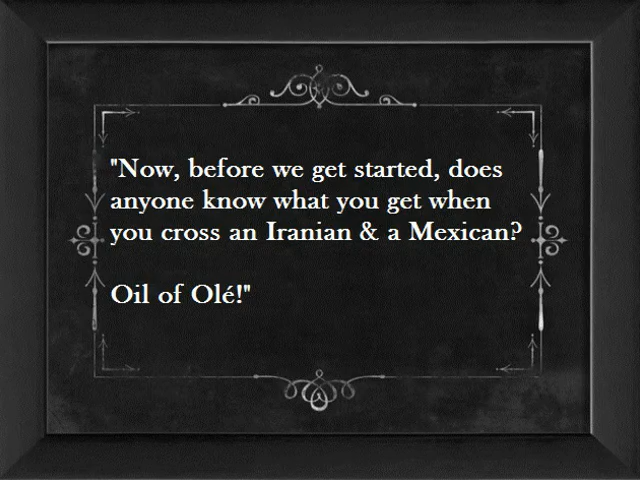 "Now, before we get started, does
anyone know what you get when
you cross an Iranian & a Mexican?
Oil of Olé!"